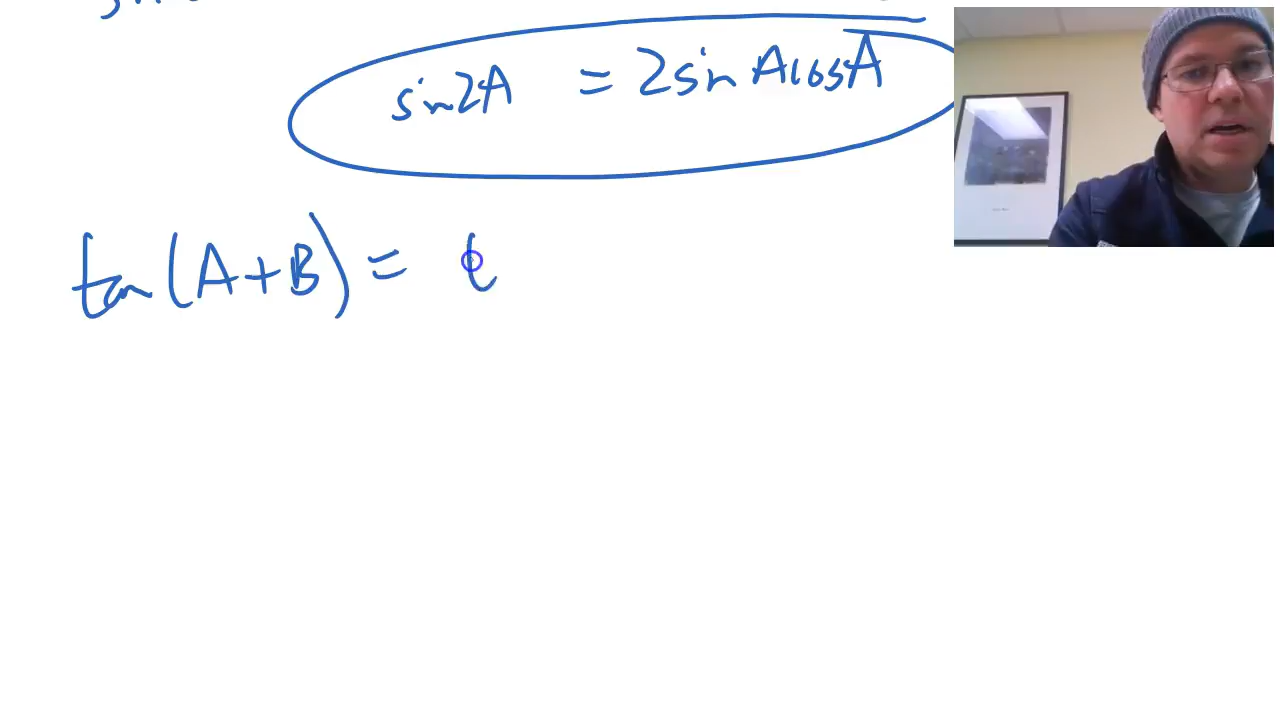 sin2A = 2sinAcosA
tan(A+B) = t